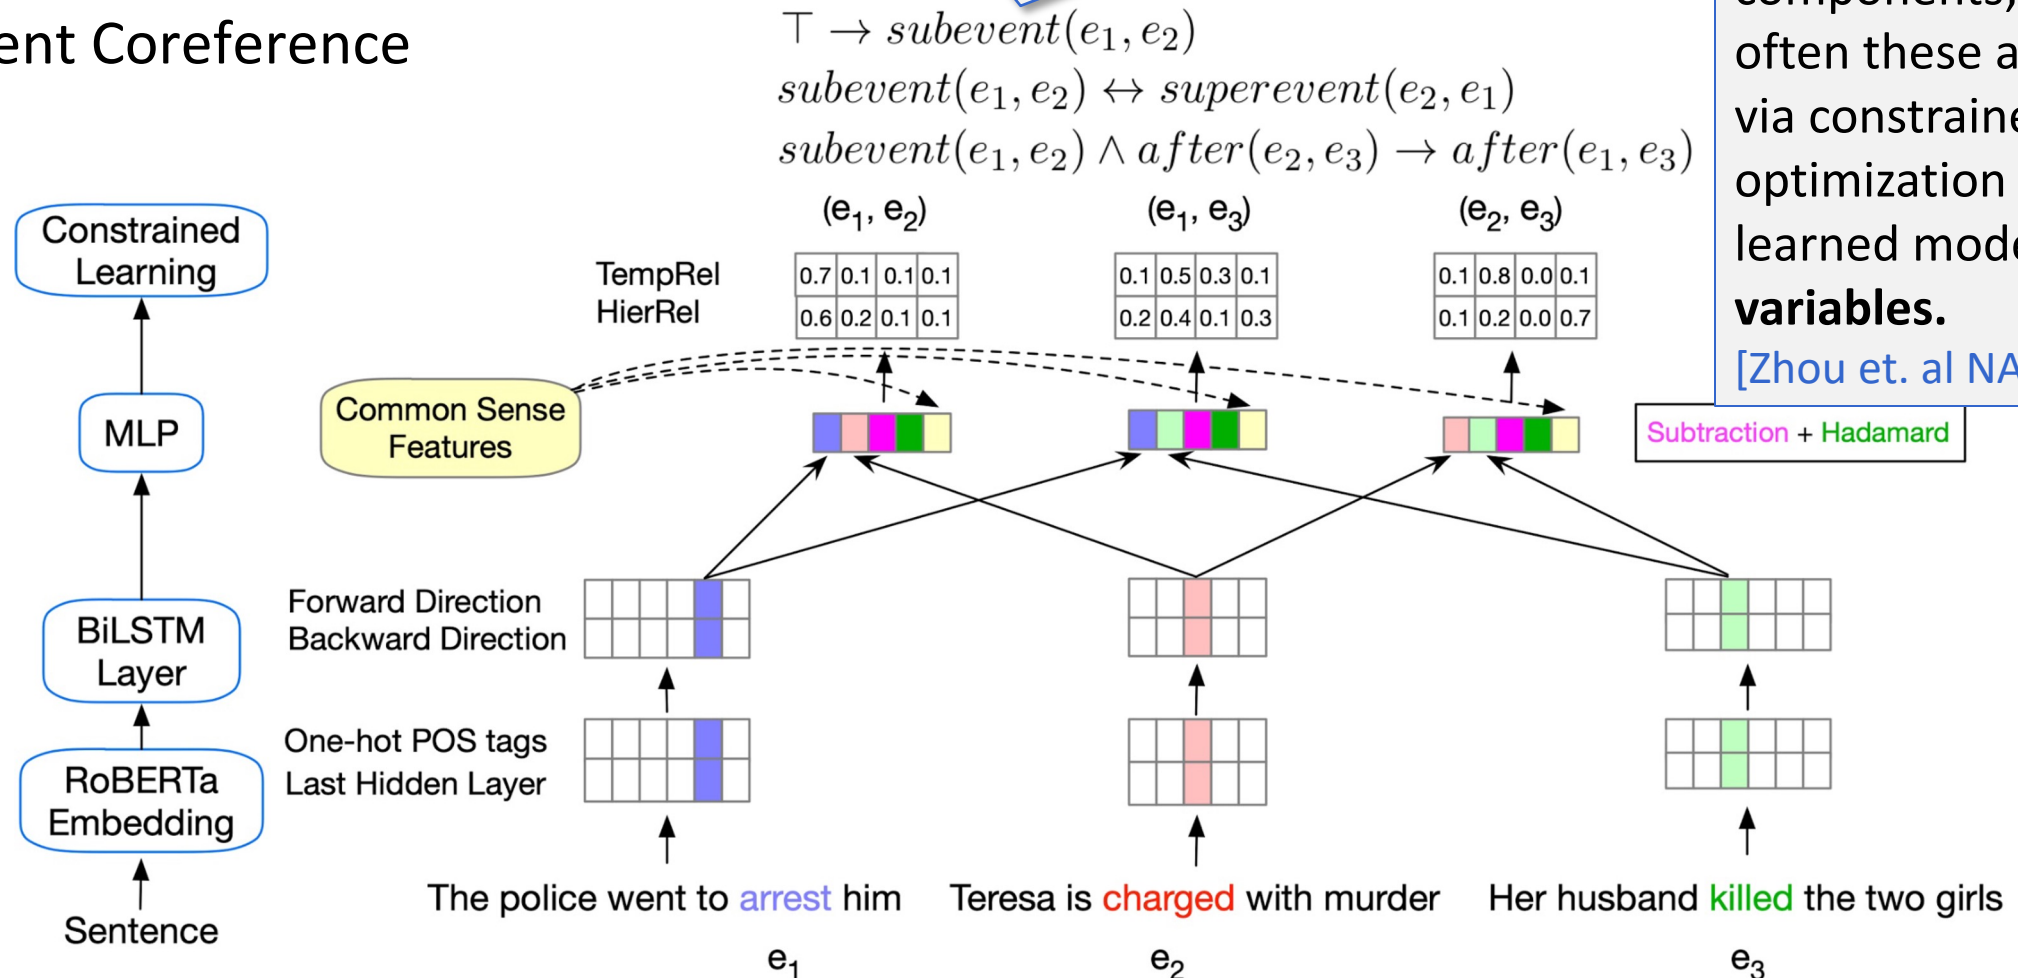 ent Coreference
⊤ → subevent(e₁, e₂)
subevent(e₁, e₂) ↔ superevent(e₂, e₁)
subevent(e₁, e₂) ∧ after(e₂, e₃) → after(e₁, e₃)
often these a
via constraine
optimization
learned mode
variables.
[Zhou et. al NA
(e₁, e₂) (e₁, e₃) (e₂, e₃)
TempRel 0.7 0.1 0.1 0.1 0.1 0.5 0.3 0.1 0.1 0.8 0.0 0.1
HierRel 0.6 0.2 0.1 0.1 0.2 0.4 0.1 0.3 0.1 0.2 0.0 0.7
Constrained
Learning
MLP
BiLSTM
Layer
RoBERTa
Embedding
Sentence
Common Sense
Features
Subtraction + Hadamard
Forward Direction
Backward Direction
One-hot POS tags
Last Hidden Layer
The police went to arrest him
Teresa is charged with murder
Her husband killed the two girls
e₁ e₂ e₃